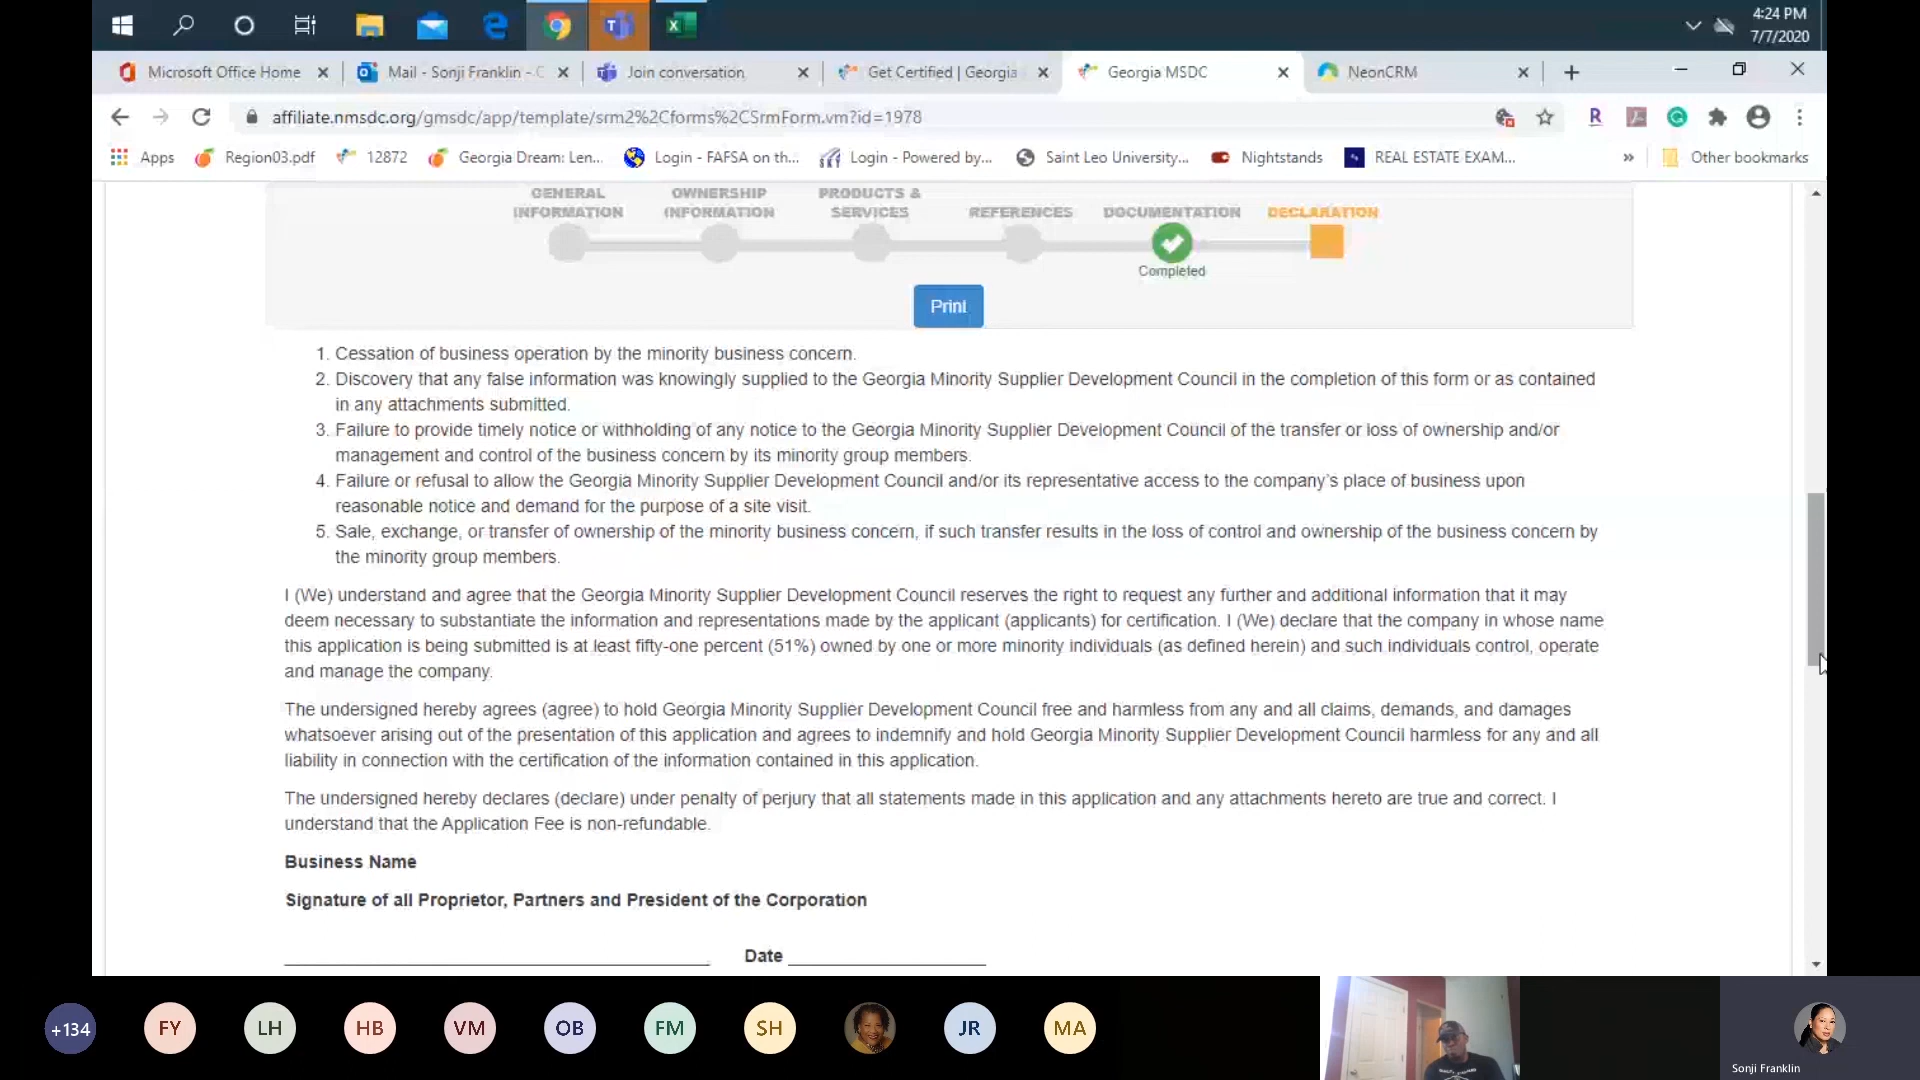 4:24 PM
7/7/2020
Microsoft Office Home
Mail - Sonji Franklin - C
Join conversation
Get Certified | Georgia
Georgia MSDC
NeonCRM
affiliate.nmsdc.org/gmsdc/app/template/srm2%2Cforms%2CSrmForm.vm?id=1978
Apps
Region03.pdf
12872
Georgia Dream: Len...
Login - FAFSA on th...
Login - Powered by...
Saint Leo University...
Nightstands
REAL ESTATE EXAM...
» Other bookmarks
GENERAL INFORMATION
OWNERSHIP INFORMATION
PRODUCTS & SERVICES
REFERENCES
DOCUMENTATION
DECLARATION
Completed
Print
1. Cessation of business operation by the minority business concern.
2. Discovery that any false information was knowingly supplied to the Georgia Minority Supplier Development Council in the completion of this form or as contained
in any attachments submitted.
3. Failure to provide timely notice or withholding of any notice to the Georgia Minority Supplier Development Council of the transfer or loss of ownership and/or
management and control of the business concern by its minority group members.
4. Failure or refusal to allow the Georgia Minority Supplier Development Council and/or its representative access to the company's place of business upon
reasonable notice and demand for the purpose of a site visit.
5. Sale, exchange, or transfer of ownership of the minority business concern, if such transfer results in the loss of control and ownership of the business concern by
the minority group members.
I (We) understand and agree that the Georgia Minority Supplier Development Council reserves the right to request any further and additional information that it may
deem necessary to substantiate the information and representations made by the applicant (applicants) for certification. I (We) declare that the company in whose name
this application is being submitted is at least fifty-one percent (51%) owned by one or more minority individuals (as defined herein) and such individuals control, operate
and manage the company.
The undersigned hereby agrees (agree) to hold Georgia Minority Supplier Development Council free and harmless from any and all claims, demands, and damages
whatsoever arising out of the presentation of this application and agrees to indemnify and hold Georgia Minority Supplier Development Council harmless for any and all
liability in connection with the certification of the information contained in this application.
The undersigned hereby declares (declare) under penalty of perjury that all statements made in this application and any attachments hereto are true and correct. I
understand that the Application Fee is non-refundable.
Business Name
Signature of all Proprietor, Partners and President of the Corporation
Date
+134
FY
LH
HB
VM
OB
FM
SH
JR
MA
Sonji Franklin